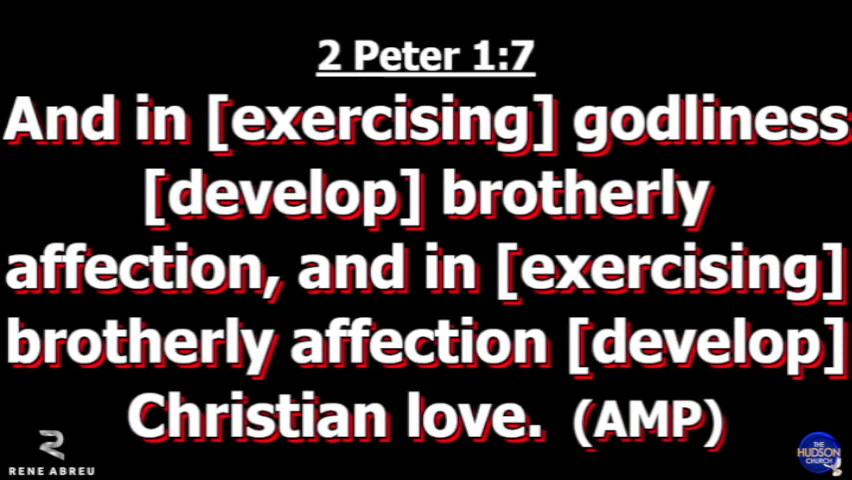 2 Peter 1:7
And in [exercising] godliness
[develop] brotherly
affection, and in [exercising]
brotherly affection [develop]
Christian love. (AMP)
RENE ABREU
THE
HUDSON
CHURCH